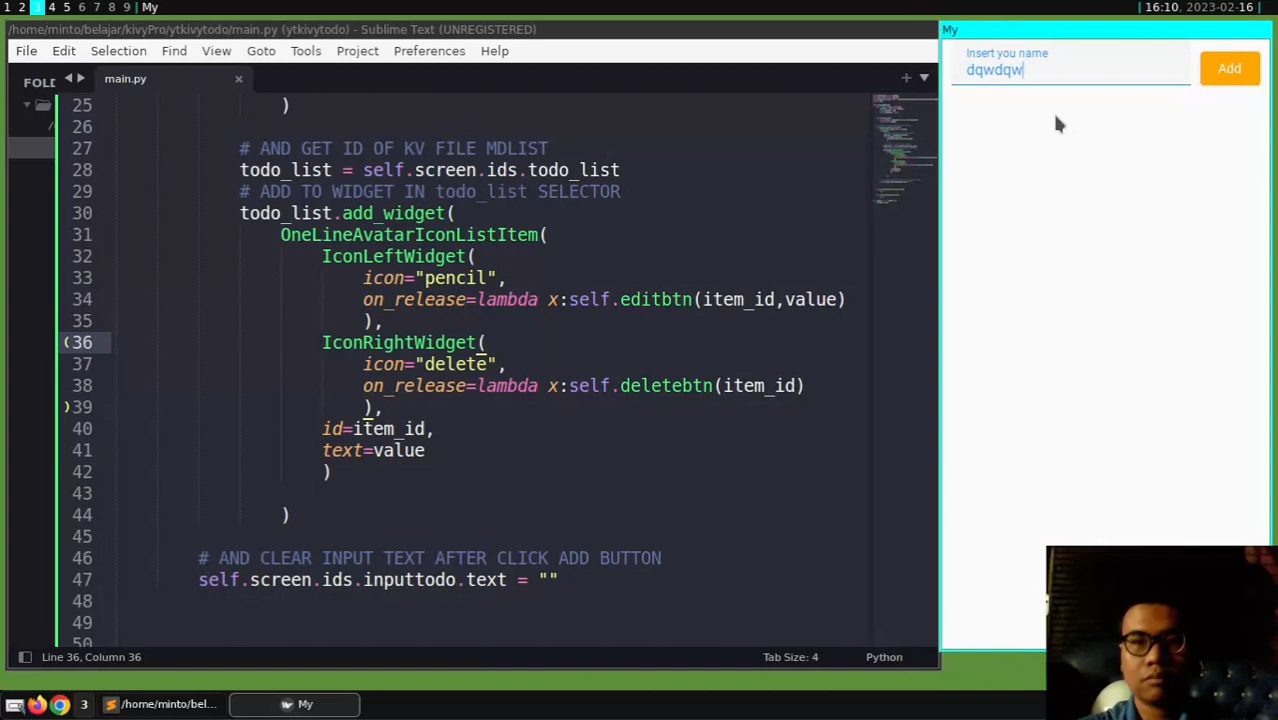 1 2 3 4 5 6 7 8 9 My
16:10, 2023-02-16
/home/minto/belajar/kivyPro/ytkivytodo/main.py (ytkivytodo) - Sublime Text (UNREGISTERED)
My
File Edit Selection Find View Goto Tools Project Preferences Help
FOLD
main.py
Insert you name
dqwdqw
Add
25 )
26
27 # AND GET ID OF KV FILE MDLIST
28 todo_list = self.screen.ids.todo_list
29 # ADD TO WIDGET IN todo_list SELECTOR
30 todo_list.add_widget(
31 OneLineAvatarIconListItem(
32 IconLeftWidget(
33 icon="pencil",
34 on_release=lambda x:self.editbtn(item_id,value)
35 ),
36 IconRightWidget(
37 icon="delete",
38 on_release=lambda x:self.deletebtn(item_id)
39 ),
40 id=item_id,
41 text=value
42 )
43
44 )
45
46 # AND CLEAR INPUT TEXT AFTER CLICK ADD BUTTON
47 self.screen.ids.inputtodo.text = ""
48
49
50
Line 36, Column 36
Tab Size: 4
Python
3
/home/minto/bel...
My